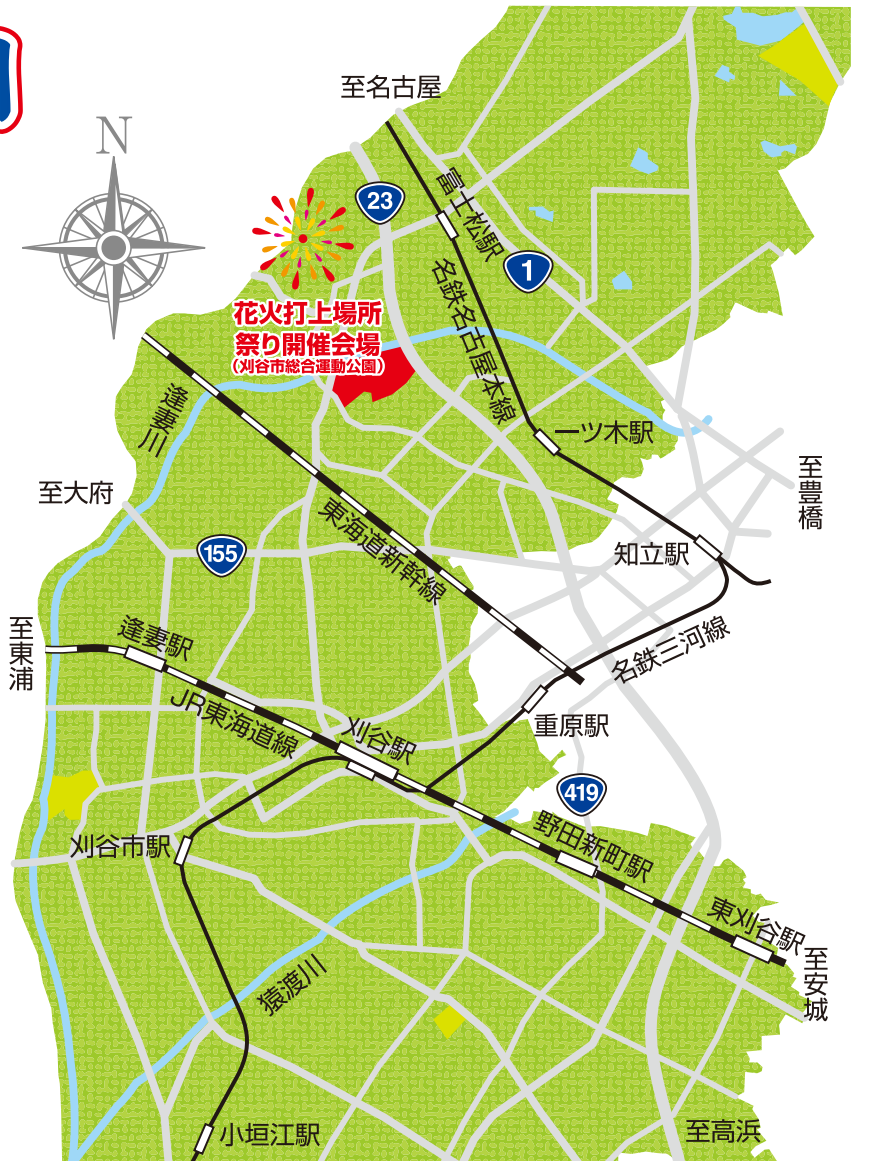 至名古屋
N
23
富士松駅
1
名鉄名古屋本線
花火打上場所
祭り開催会場
(刈谷市総合運動公園)
逢妻川
一ツ木駅
至豊橋
至大府
東海道新幹線
155
知立駅
至東浦
逢妻駅
名鉄三河線
JR東海道線
刈谷駅
重原駅
419
野田新町駅
刈谷市駅
東刈谷駅
至安城
猿渡川
小垣江駅
至高浜